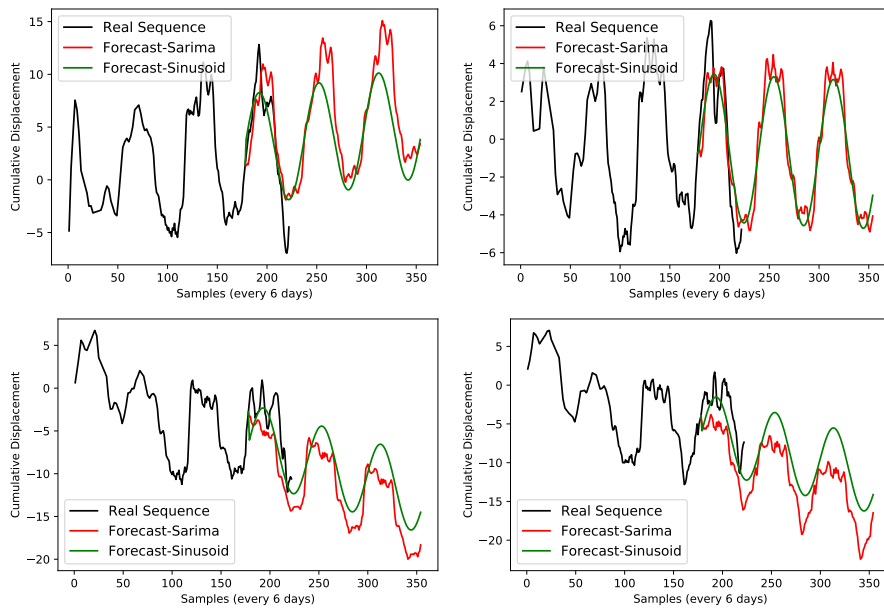 Real Sequence
Forecast-Sarima
Forecast-Sinusoid
15
10
5
0
−5
Cumulative Displacement
0 50 100 150 200 250 300 350
Samples (every 6 days)
Real Sequence
Forecast-Sarima
Forecast-Sinusoid
6
4
2
0
−2
−4
−6
Cumulative Displacement
0 50 100 150 200 250 300 350
Samples (every 6 days)
5
0
−5
−10
−15
−20
Cumulative Displacement
Real Sequence
Forecast-Sarima
Forecast-Sinusoid
0 50 100 150 200 250 300 350
Samples (every 6 days)
5
0
−5
−10
−15
−20
Cumulative Displacement
Real Sequence
Forecast-Sarima
Forecast-Sinusoid
0 50 100 150 200 250 300 350
Samples (every 6 days)